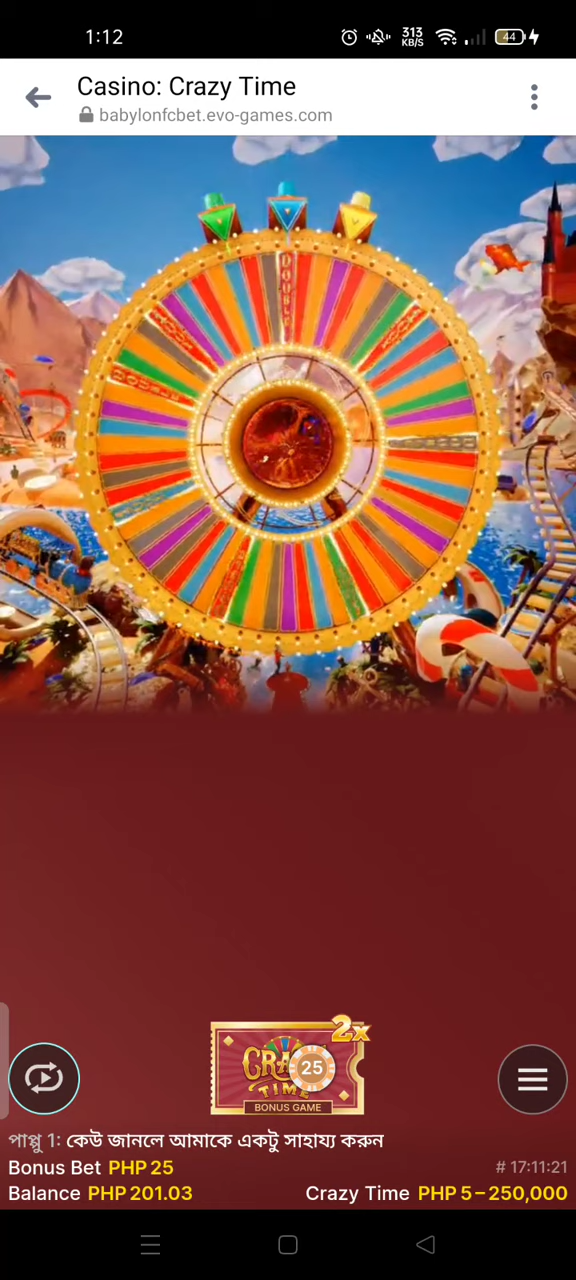 1:12
313
KB/S
44
Casino: Crazy Time
babylonfcbet.evo-games.com
DOUBLE
DOUBLE
2x
CRAZY
25
TIME
BONUS GAME
পাপ্পু 1: কেউ জানলে আমাকে একটু সাহায্য করুন
Bonus Bet PHP 25
# 17:11:21
Balance PHP 201.03
Crazy Time PHP 5–250,000